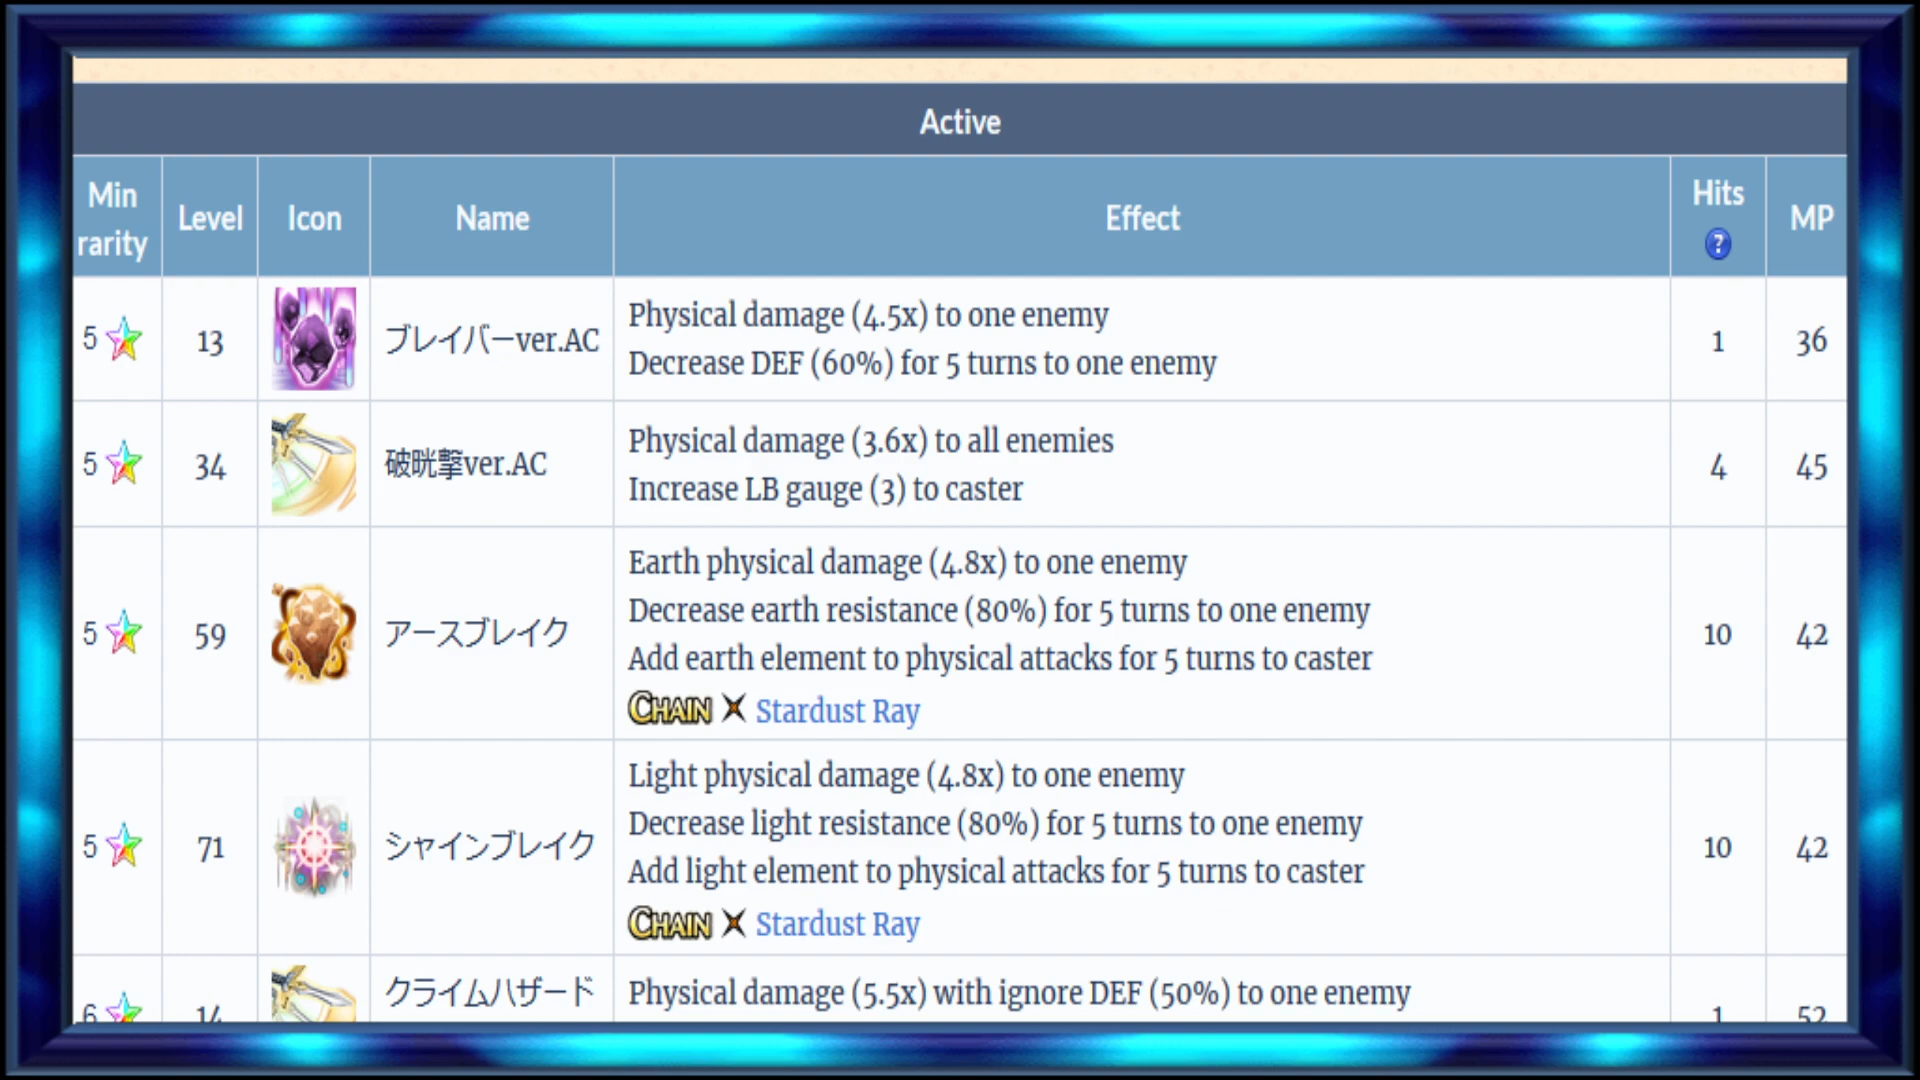 Active
Min rarity
Level
Icon
Name
Effect
Hits
?
MP
5
13
ブレイバーver.AC
Physical damage (4.5x) to one enemy
Decrease DEF (60%) for 5 turns to one enemy
1
36
5
34
破晄撃ver.AC
Physical damage (3.6x) to all enemies
Increase LB gauge (3) to caster
4
45
5
59
アースブレイク
Earth physical damage (4.8x) to one enemy
Decrease earth resistance (80%) for 5 turns to one enemy
Add earth element to physical attacks for 5 turns to caster
CHAIN Stardust Ray
10
42
5
71
シャインブレイク
Light physical damage (4.8x) to one enemy
Decrease light resistance (80%) for 5 turns to one enemy
Add light element to physical attacks for 5 turns to caster
CHAIN Stardust Ray
10
42
6
14
クライムハザード
Physical damage (5.5x) with ignore DEF (50%) to one enemy
1
52